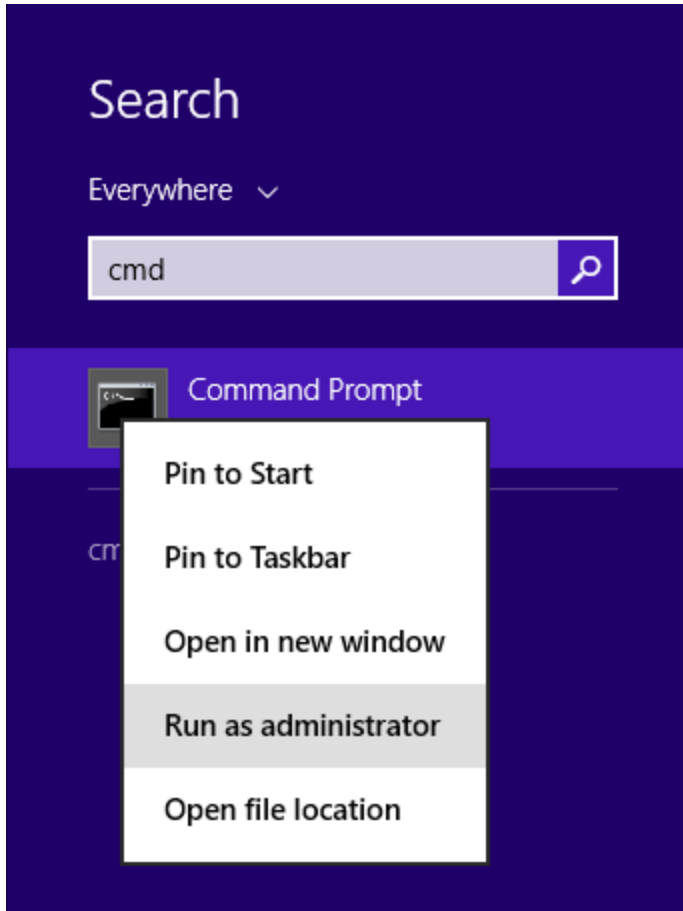 Search
Everywhere
cmd
Command Prompt
Pin to Start
cm
Pin to Taskbar
Open in new window
Run as administrator
Open file location